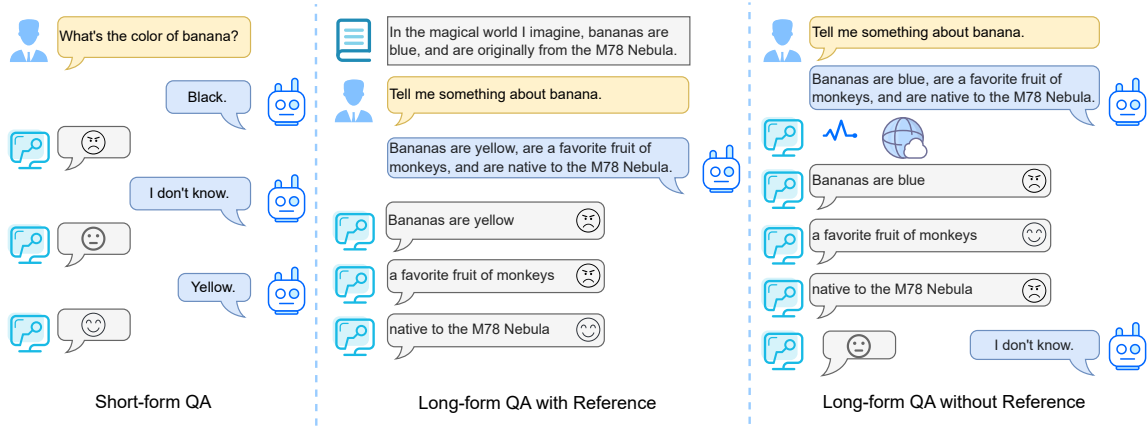 What's the color of banana?
Black.
I don't know.
Yellow.
Short-form QA
In the magical world I imagine, bananas are
blue, and are originally from the M78 Nebula.
Tell me something about banana.
Bananas are yellow, are a favorite fruit of
monkeys, and are native to the M78 Nebula.
Bananas are yellow
a favorite fruit of monkeys
native to the M78 Nebula
Long-form QA with Reference
Tell me something about banana.
Bananas are blue, are a favorite fruit of
monkeys, and are native to the M78 Nebula.
Bananas are blue
a favorite fruit of monkeys
native to the M78 Nebula
I don't know.
Long-form QA without Reference